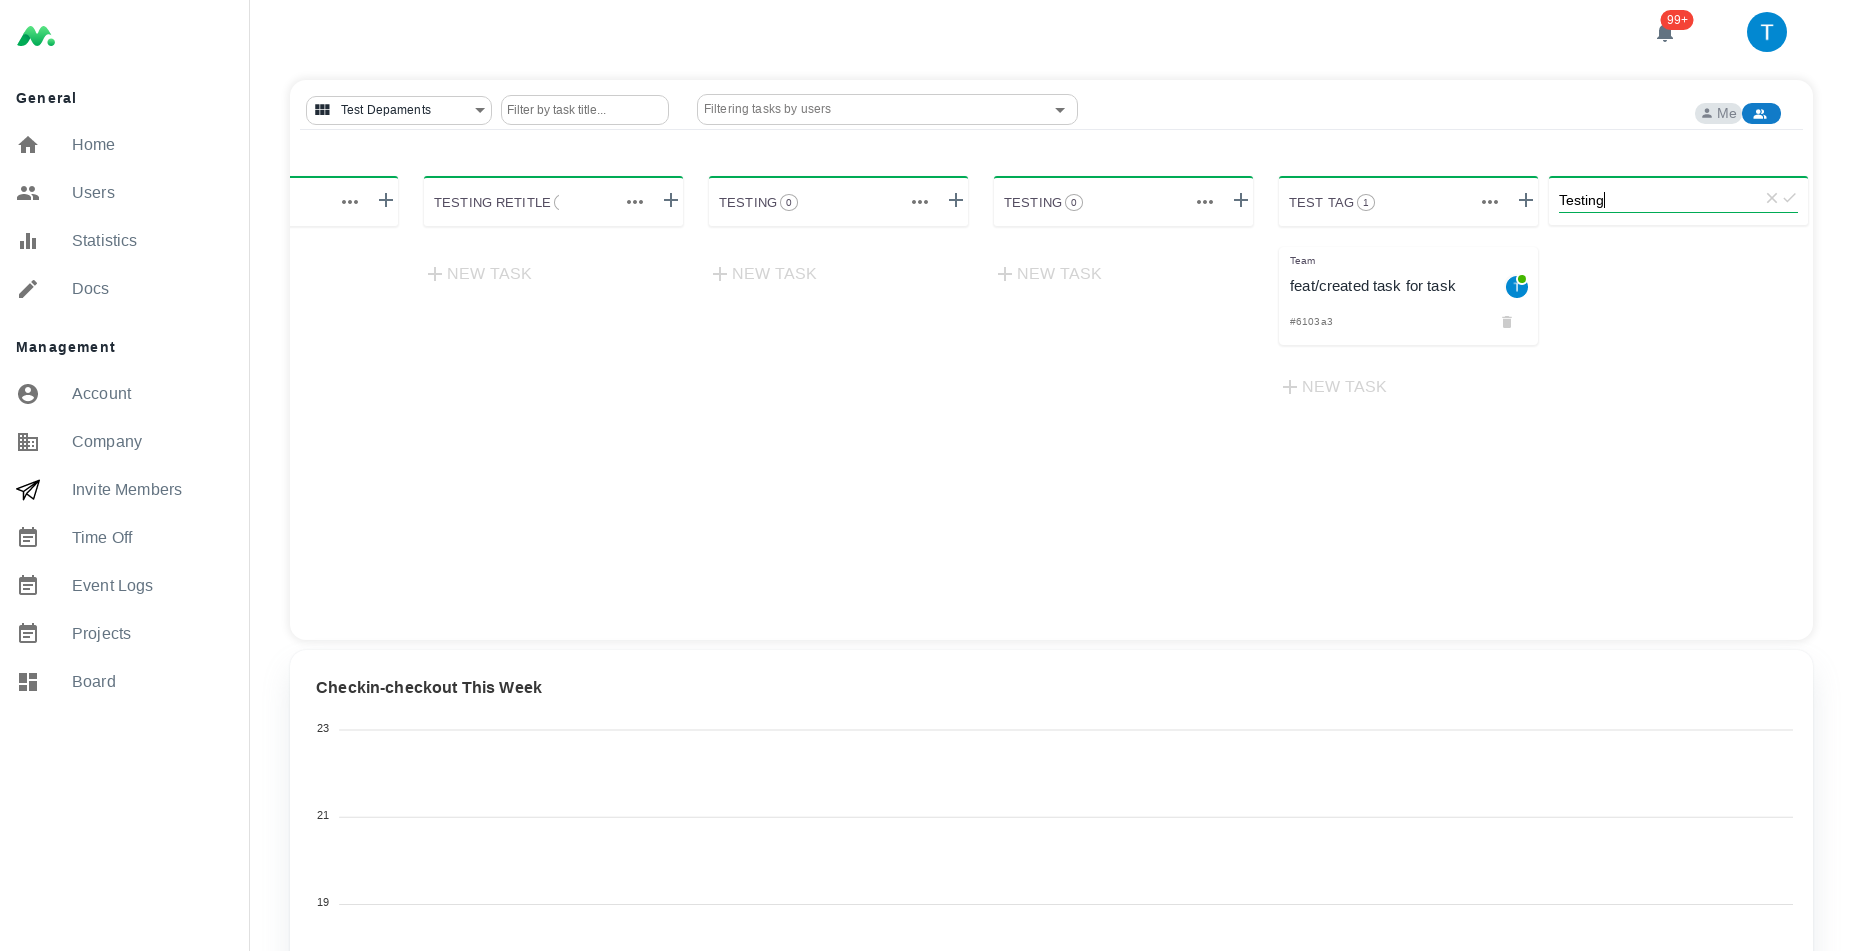 99+
T
General
Home
Users
Statistics
Docs
Management
Account
Company
Invite Members
Time Off
Event Logs
Projects
Board
Test Depaments
Filter by task title...
Filtering tasks by users
Me
TESTING RETITLE (
TESTING 0
TESTING 0
TEST TAG 1
Testing
NEW TASK
NEW TASK
NEW TASK
Team
feat/created task for task
T
#6103a3
NEW TASK
Checkin-checkout This Week
23
21
19